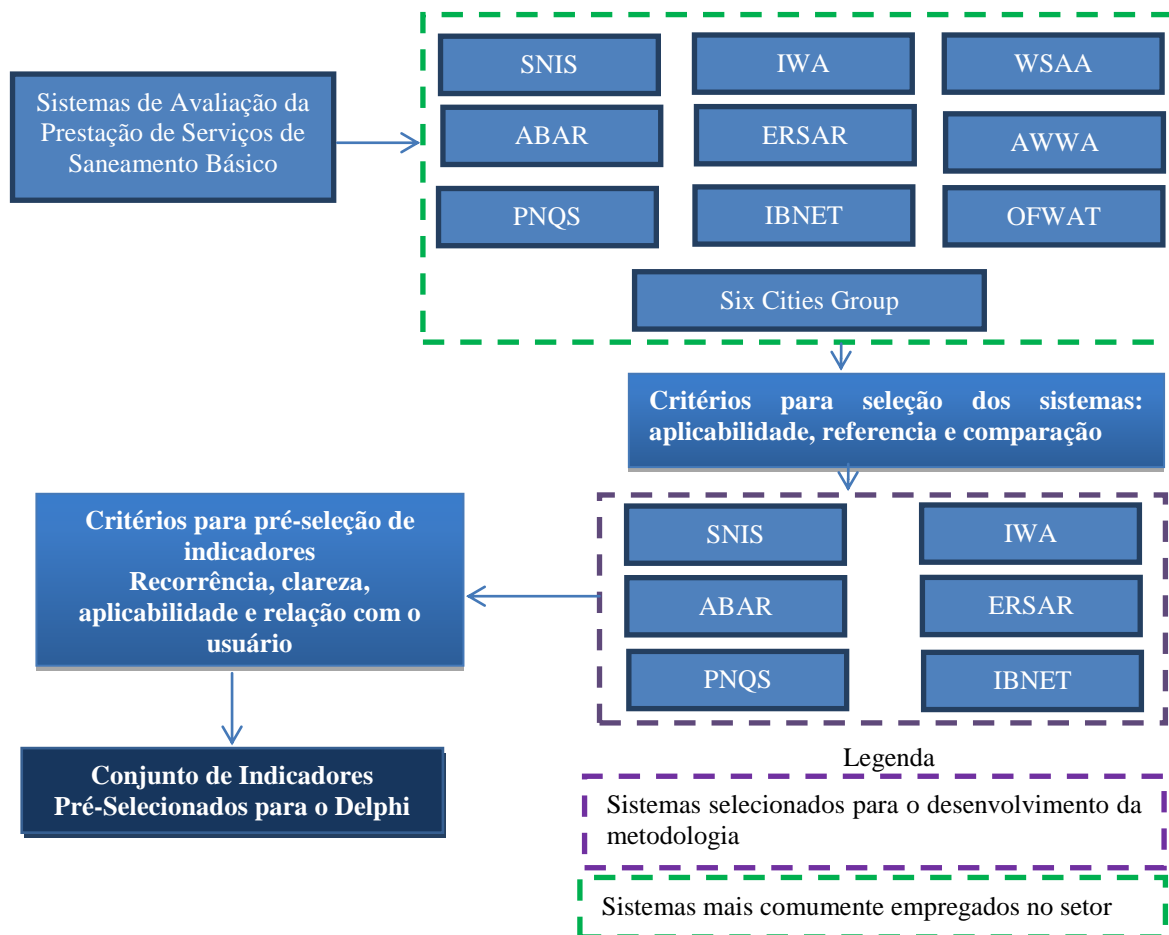 Sistemas de Avaliação da
Prestação de Serviços de
Saneamento Básico
SNIS
IWA
WSAA
ABAR
ERSAR
AWWA
PNQS
IBNET
OFWAT
Six Cities Group
Critérios para seleção dos sistemas:
aplicabilidade, referencia e comparação
SNIS
IWA
ABAR
ERSAR
PNQS
IBNET
Critérios para pré-seleção de
indicadores
Recorrência, clareza,
aplicabilidade e relação com o
usuário
Conjunto de Indicadores
Pré-Selecionados para o Delphi
Legenda
Sistemas selecionados para o desenvolvimento da
metodologia
Sistemas mais comumente empregados no setor